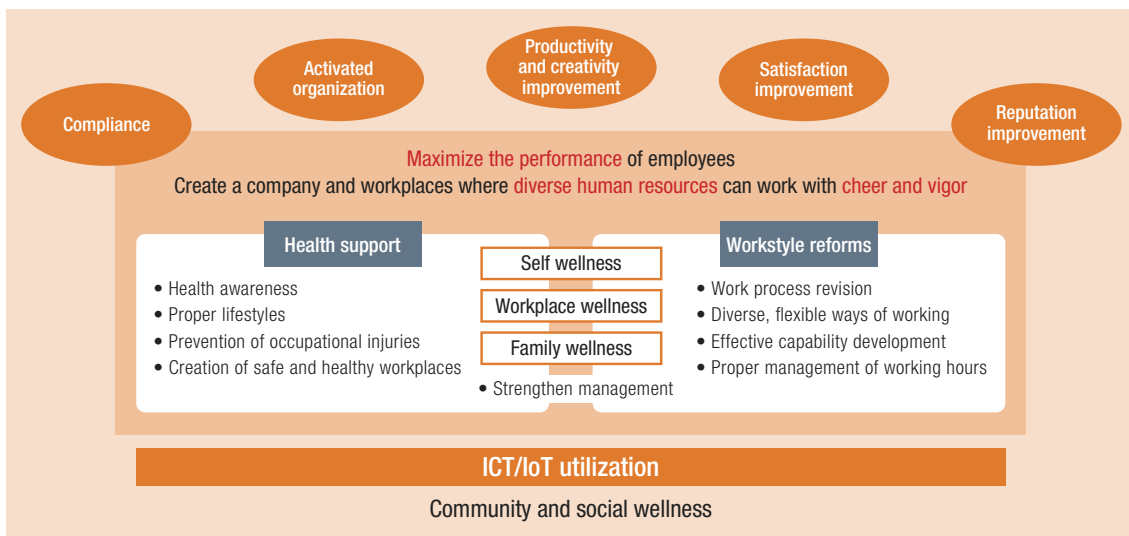 Compliance
Activated
organization
Productivity
and creativity
improvement
Satisfaction
improvement
Reputation
improvement
Maximize the performance of employees
Create a company and workplaces where diverse human resources can work with cheer and vigor
Health support
• Health awareness
• Proper lifestyles
• Prevention of occupational injuries
• Creation of safe and healthy workplaces
Self wellness
Workplace wellness
Family wellness
• Strengthen management
Workstyle reforms
• Work process revision
• Diverse, flexible ways of working
• Effective capability development
• Proper management of working hours
ICT/IoT utilization
Community and social wellness